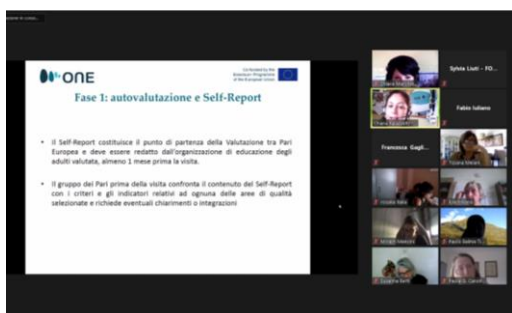 ONE
Co-funded by the
Erasmus+ Programme
of the European Union
Fase 1: autovalutazione e Self-Report
• Il Self-Report costituisce il punto di partenza della Valutazione tra Pari
Europea e deve essere redatto dall'organizzazione di educazione degli
adulti valutata, almeno 1 mese prima la visita.
• Il gruppo dei Pari prima della visita confronta il contenuto del Self-Report
con i criteri e gli indicatori relativi ad ognuna delle aree di qualità
selezionate e richiede eventuali chiarimenti o integrazioni
Sylvia Liuti - FO...
Fabio Iuliano
Francesca Gagli...